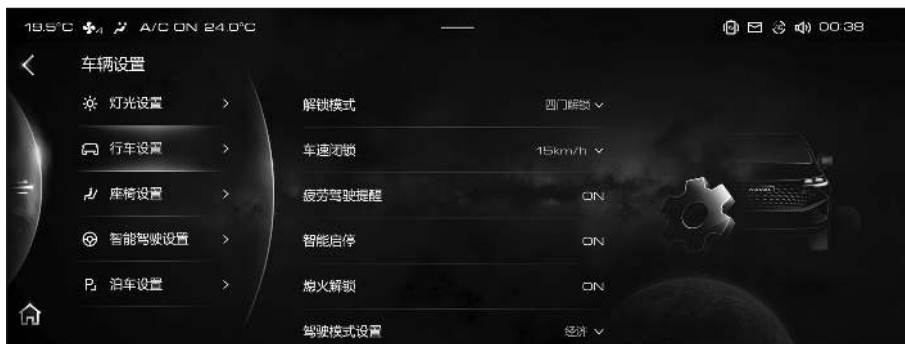 19.5°C 4 A/C ON 24.0°C 00:38
车辆设置
灯光设置
行车设置
座椅设置
智能驾驶设置
P 泊车设置
解锁模式 四门解锁
车速闭锁 15km/h
疲劳驾驶提醒 ON
智能启停 ON
熄火解锁 ON
驾驶模式设置 经济
HAVAL